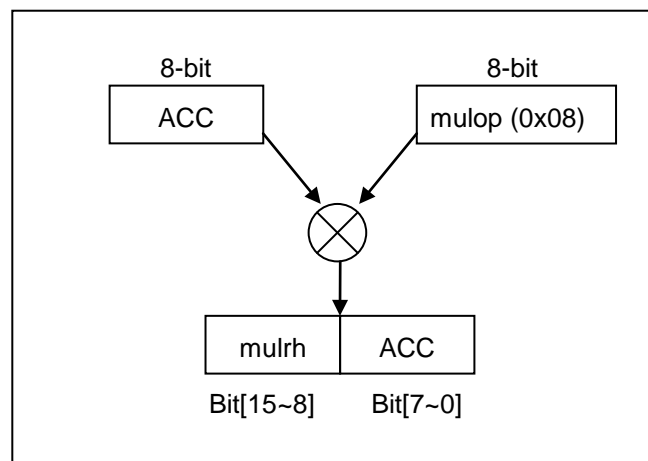 8-bit 8-bit
ACC mulop (0x08)
mulrh ACC
Bit[15~8] Bit[7~0]